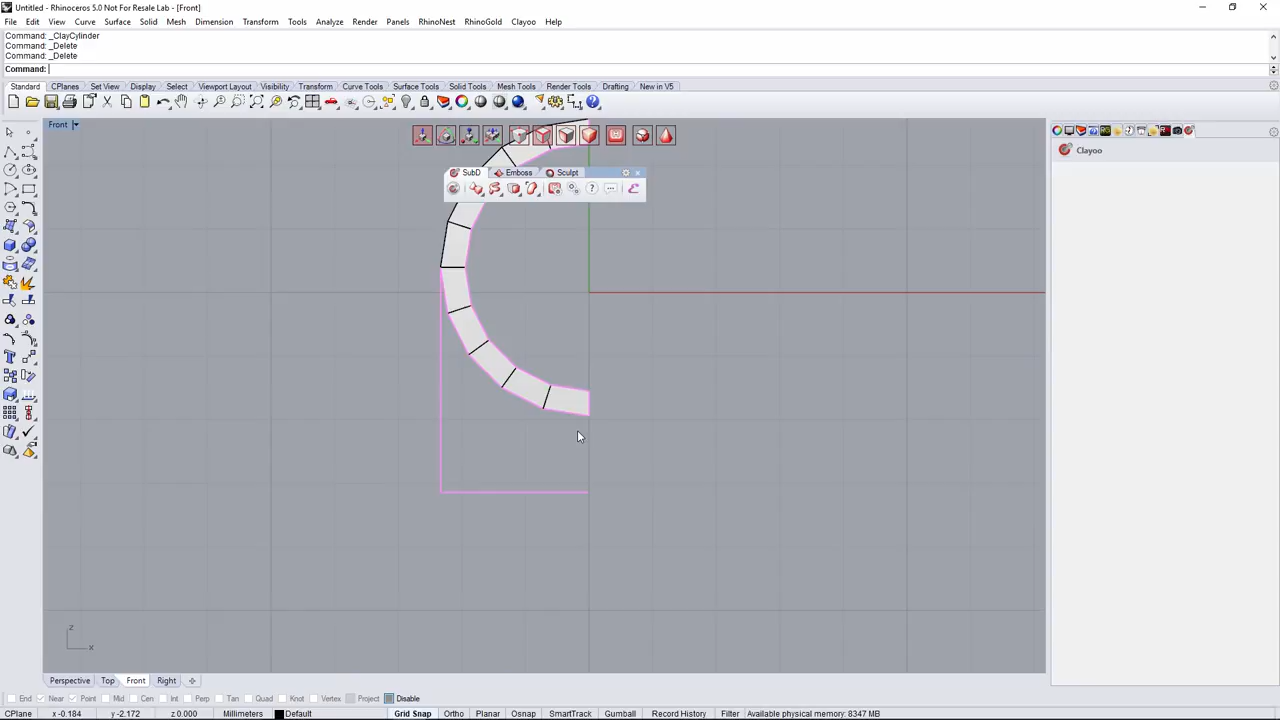 Untitled - Rhinoceros 5.0 Not For Resale Lab - [Front]
File Edit View Curve Surface Solid Mesh Dimension Transform Tools Analyze Render Panels RhinoNest RhinoGold Clayoo Help
Command: _ClayCylinder
Command: _Delete
Command: _Delete
Command:
Standard CPlanes Set View Display Select Viewport Layout Visibility Transform Curve Tools Surface Tools Solid Tools Mesh Tools Render Tools Drafting New in V5
Front
Clayoo
SubD Emboss Sculpt
z
x
Perspective Top Front Right
End Near Point Mid Cen Int Perp Tan Quad Knot Vertex Project Disable
CPlane x -0.184 y -2.172 z 0.000 Millimeters Default Grid Snap Ortho Planar Osnap SmartTrack Gumball Record History Filter Available physical memory: 8347 MB